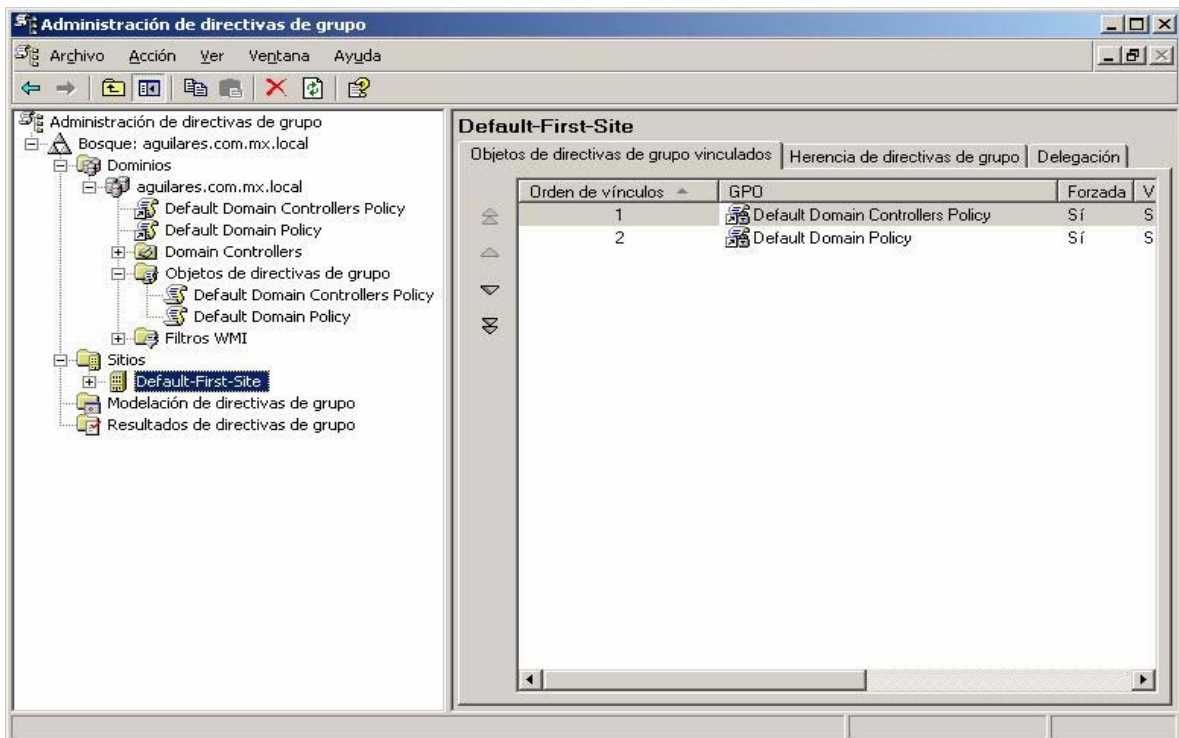 Administración de directivas de grupo
Archivo Acción Ver Ventana Ayuda
Administración de directivas de grupo
Bosque: aguilares.com.mx.local
Dominios
aguilares.com.mx.local
Default Domain Controllers Policy
Default Domain Policy
Domain Controllers
Objetos de directivas de grupo
Default Domain Controllers Policy
Default Domain Policy
Filtros WMI
Sitios
Default-First-Site
Modelación de directivas de grupo
Resultados de directivas de grupo
Default-First-Site
Objetos de directivas de grupo vinculados Herencia de directivas de grupo Delegación
Orden de vínculos GPO Forzada V
1 Default Domain Controllers Policy Sí S
2 Default Domain Policy Sí S